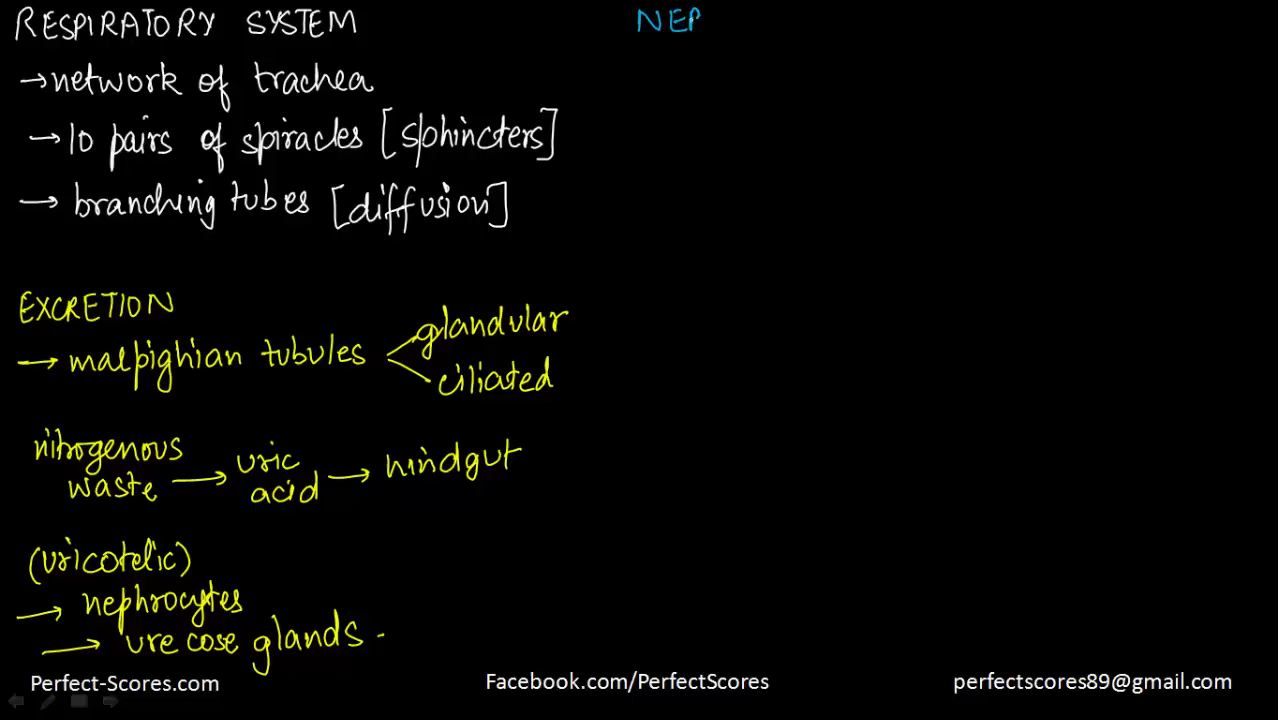 RESPIRATORY SYSTEM
→ network of trachea
→ 10 pairs of spiracles [sphincters]
→ branching tubes [diffusion]
EXCRETION
→ malpighian tubules < glandular
ciliated
nitrogenous waste → uric acid → hindgut
(uricotelic)
→ nephrocytes
→ urecose glands -
NEP
Perfect-Scores.com
Facebook.com/PerfectScores
perfectscores89@gmail.com